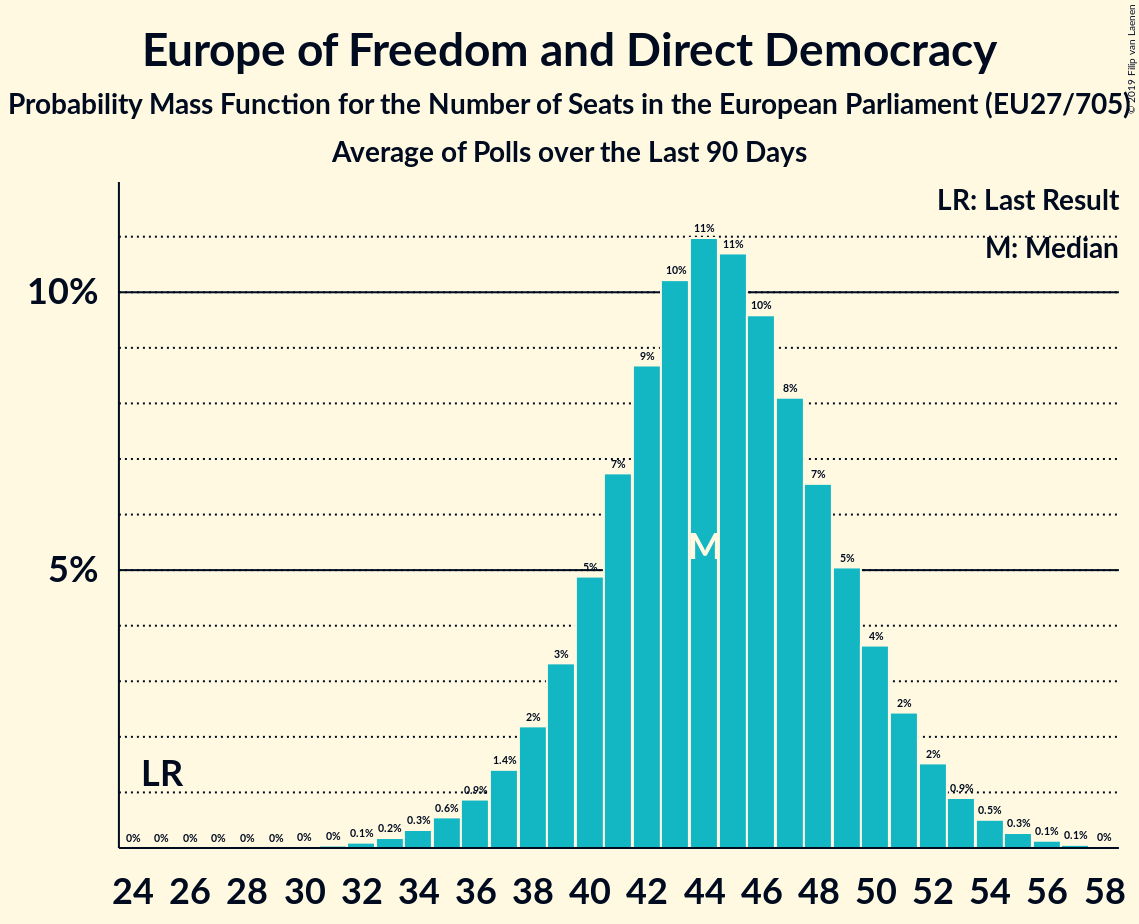 Europe of Freedom and Direct Democracy
Probability Mass Function for the Number of Seats in the European Parliament (EU27/705)
Average of Polls over the Last 90 Days
© 2019 Filip van Laenen
LR: Last Result
M: Median
10%
5%
LR
M
0% 0% 0% 0% 0% 0% 0% 0% 0.1% 0.2% 0.3% 0.6% 0.9% 1.4% 2% 3% 5% 7% 9% 10% 11% 11% 10% 8% 7% 5% 4% 2% 2% 0.9% 0.5% 0.3% 0.1% 0.1% 0%
24 26 28 30 32 34 36 38 40 42 44 46 48 50 52 54 56 58